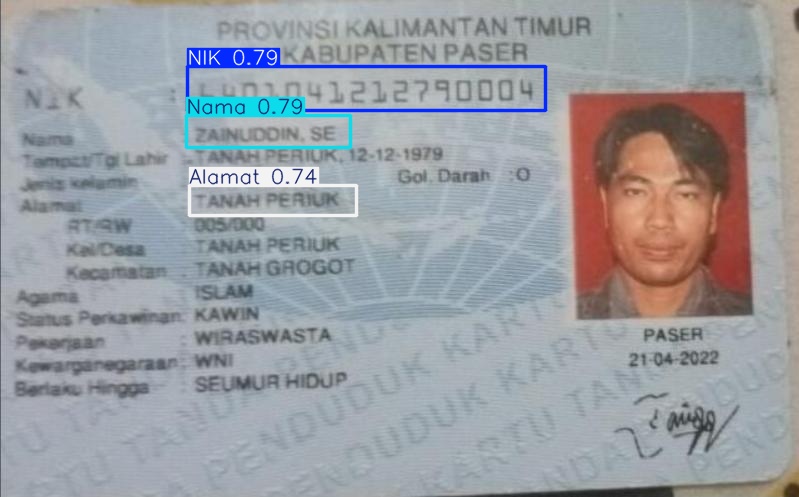 PROVINSI KALIMANTAN TIMUR
KABUPATEN PASER
NIK 0.79
NIK : 6401041212790004
Nama 0.79
Nama ZAINUDDIN, SE
Tempat/Tgl Lahir : TANAH PERIUK, 12-12-1979
Jenis kelamin Gol. Darah :O
Alamat 0.74
Alamat TANAH PERIUK
RT/RW 005/000
Kel/Desa TANAH PERIUK
Kecamatan : TANAH GROGOT
Agama : ISLAM
Status Perkawinan: KAWIN
Pekerjaan : WIRASWASTA
Kewarganegaraan: WNI
Berlaku Hingga : SEUMUR HIDUP
PASER
21-04-2022